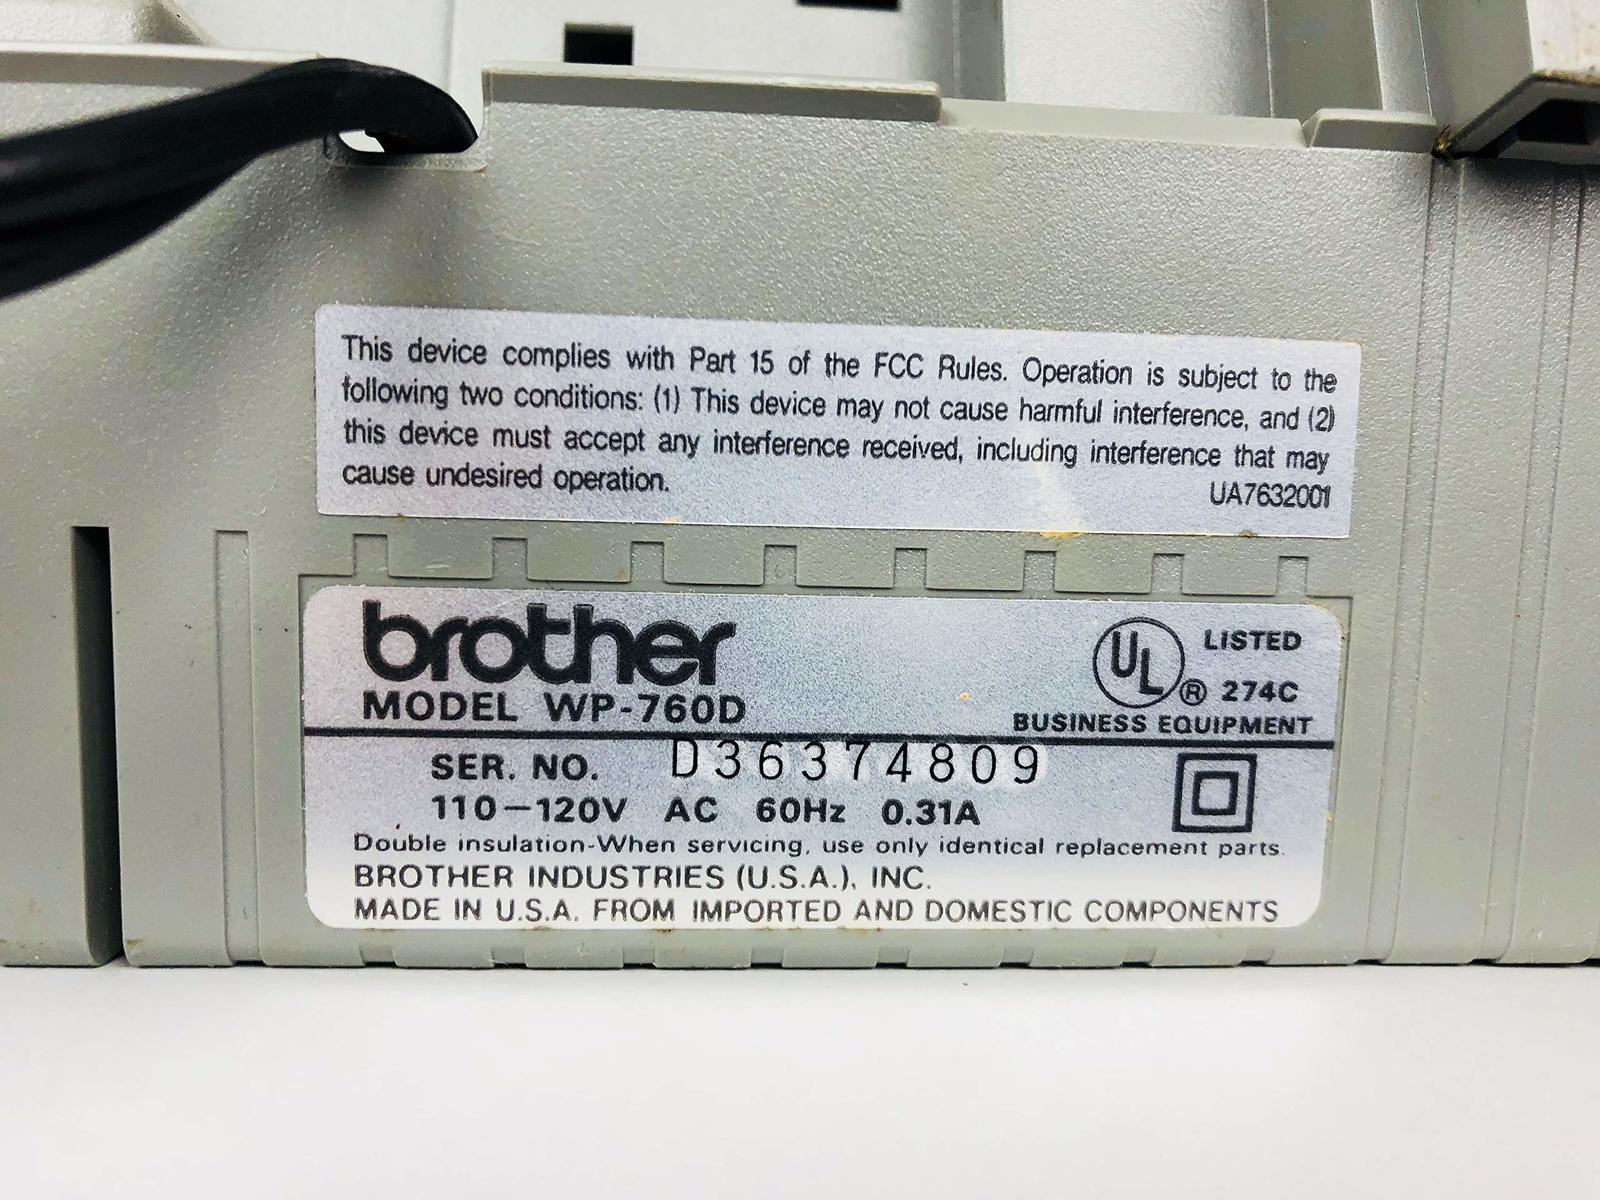 This device complies with Part 15 of the FCC Rules. Operation is subject to the
following two conditions: (1) This device may not cause harmful interference, and (2)
this device must accept any interference received, including interference that may
cause undesired operation.
UA7632001
brother
MODEL WP-760D
UL ® LISTED
274C
BUSINESS EQUIPMENT
SER. NO. D36374809
110-120V AC 60Hz 0.31A
Double insulation-When servicing, use only identical replacement parts.
BROTHER INDUSTRIES (U.S.A.), INC.
MADE IN U.S.A. FROM IMPORTED AND DOMESTIC COMPONENTS